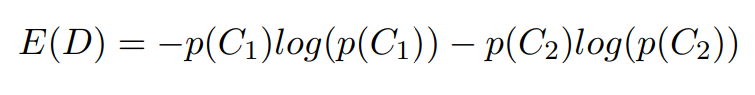 E(D) = −p(C₁)log(p(C₁)) − p(C₂)log(p(C₂))